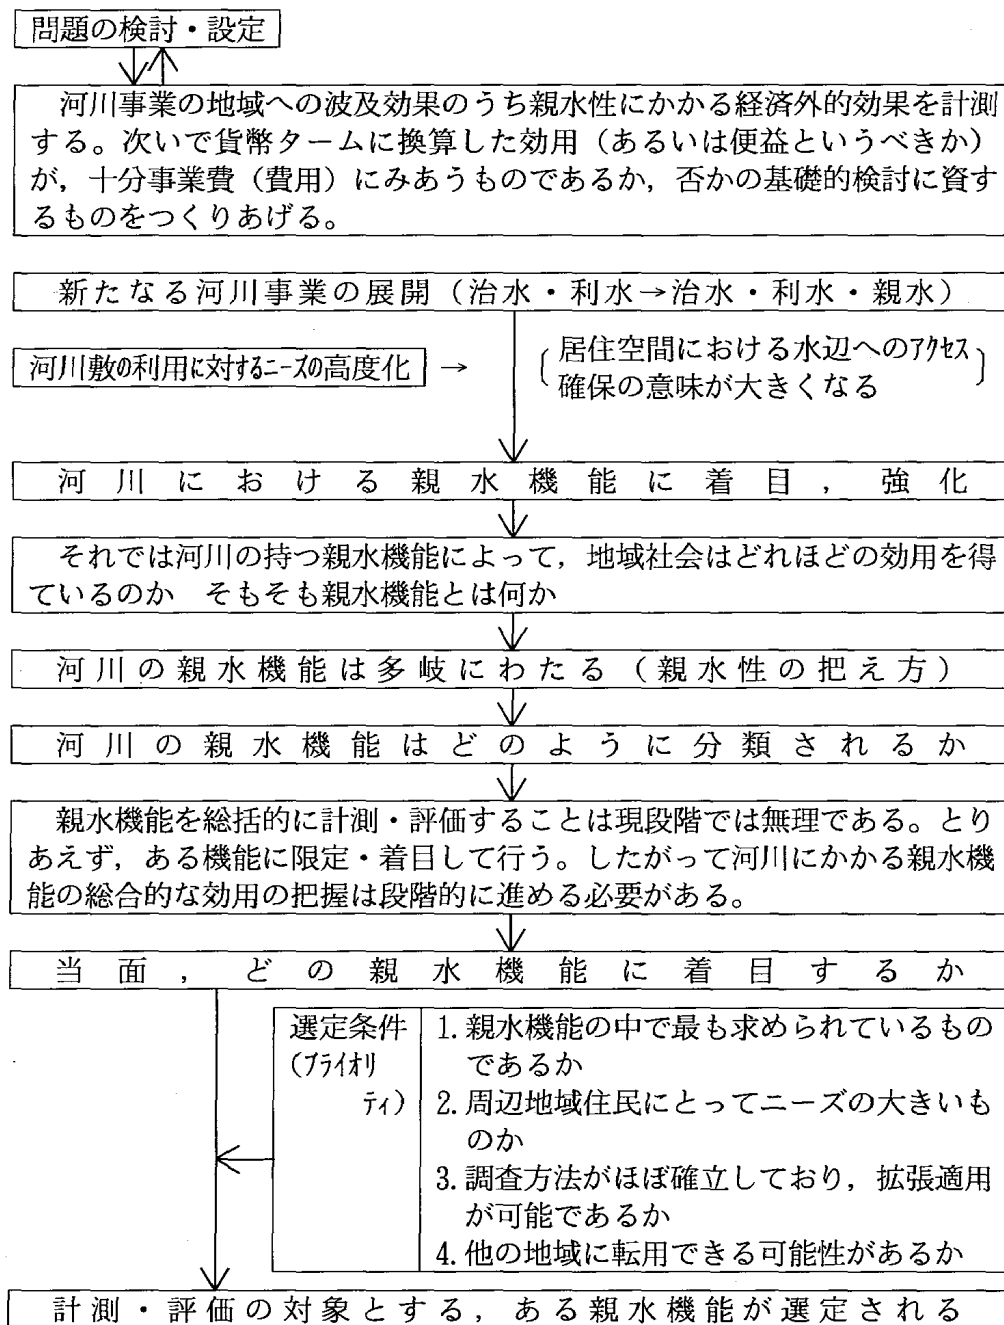 問題の検討・設定
河川事業の地域への波及効果のうち親水性にかかる経済外的効果を計測
する。次いで貨幣タームに換算した効用（あるいは便益というべきか）
が，十分事業費（費用）にみあうものであるか，否かの基礎的検討に資す
るものをつくりあげる。
新たなる河川事業の展開（治水・利水→治水・利水・親水）
河川敷の利用に対するニーズの高度化 →
居住空間における水辺へのアクセス
確保の意味が大きくなる
河川における親水機能に着目，強化
それでは河川の持つ親水機能によって，地域社会はどれほどの効用を得
ているのか　そもそも親水機能とは何か
河川の親水機能は多岐にわたる（親水性の把え方）
河川の親水機能はどのように分類されるか
親水機能を総括的に計測・評価することは現段階では無理である。とり
あえず，ある機能に限定・着目して行う。したがって河川にかかる親水機
能の総合的な効用の把握は段階的に進める必要がある。
当面，どの親水機能に着目するか
選定条件
（プライオリ
ティ）
1. 親水機能の中で最も求められているもの
であるか
2. 周辺地域住民にとってニーズの大きいも
のか
3. 調査方法がほぼ確立しており，拡張適用
が可能であるか
4. 他の地域に転用できる可能性があるか
計測・評価の対象とする，ある親水機能が選定される